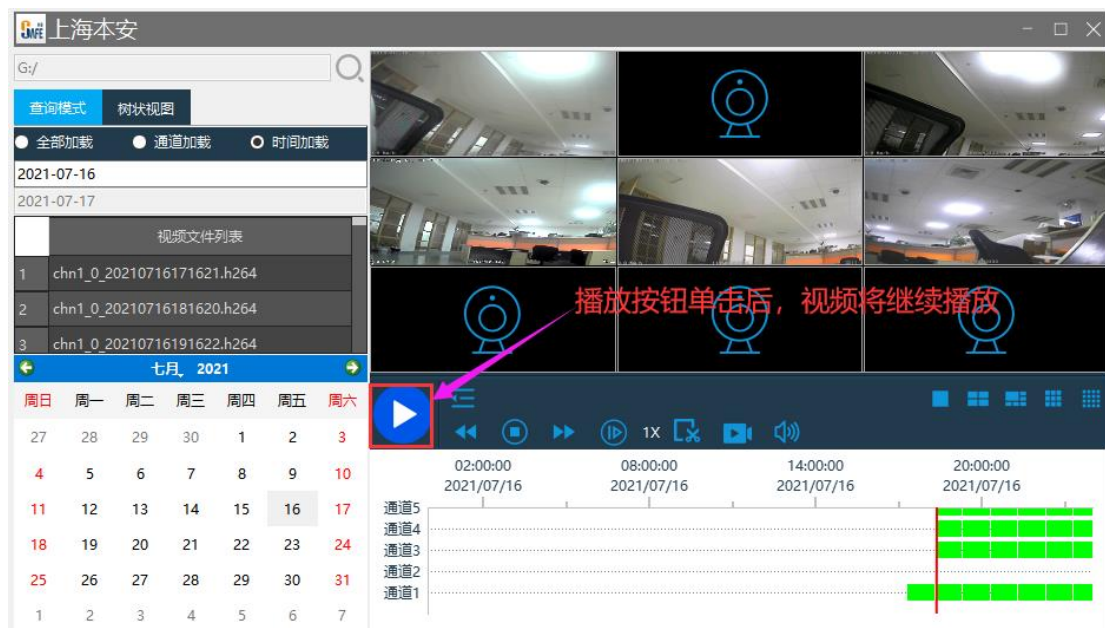 SAFE 上海本安
G:/
查询模式 树状视图
全部加载 通道加载 时间加载
2021-07-16
2021-07-17
视频文件列表
1 chn1_0_20210716171621.h264
2 chn1_0_20210716181620.h264
3 chn1_0_20210716191622.h264
七月, 2021
周日 周一 周二 周三 周四 周五 周六
27 28 29 30 1 2 3
4 5 6 7 8 9 10
11 12 13 14 15 16 17
18 19 20 21 22 23 24
25 26 27 28 29 30 31
1 2 3 4 5 6 7
播放按钮单击后，视频将继续播放
1X
02:00:00 08:00:00 14:00:00 20:00:00
2021/07/16 2021/07/16 2021/07/16 2021/07/16
通道5
通道4
通道3
通道2
通道1